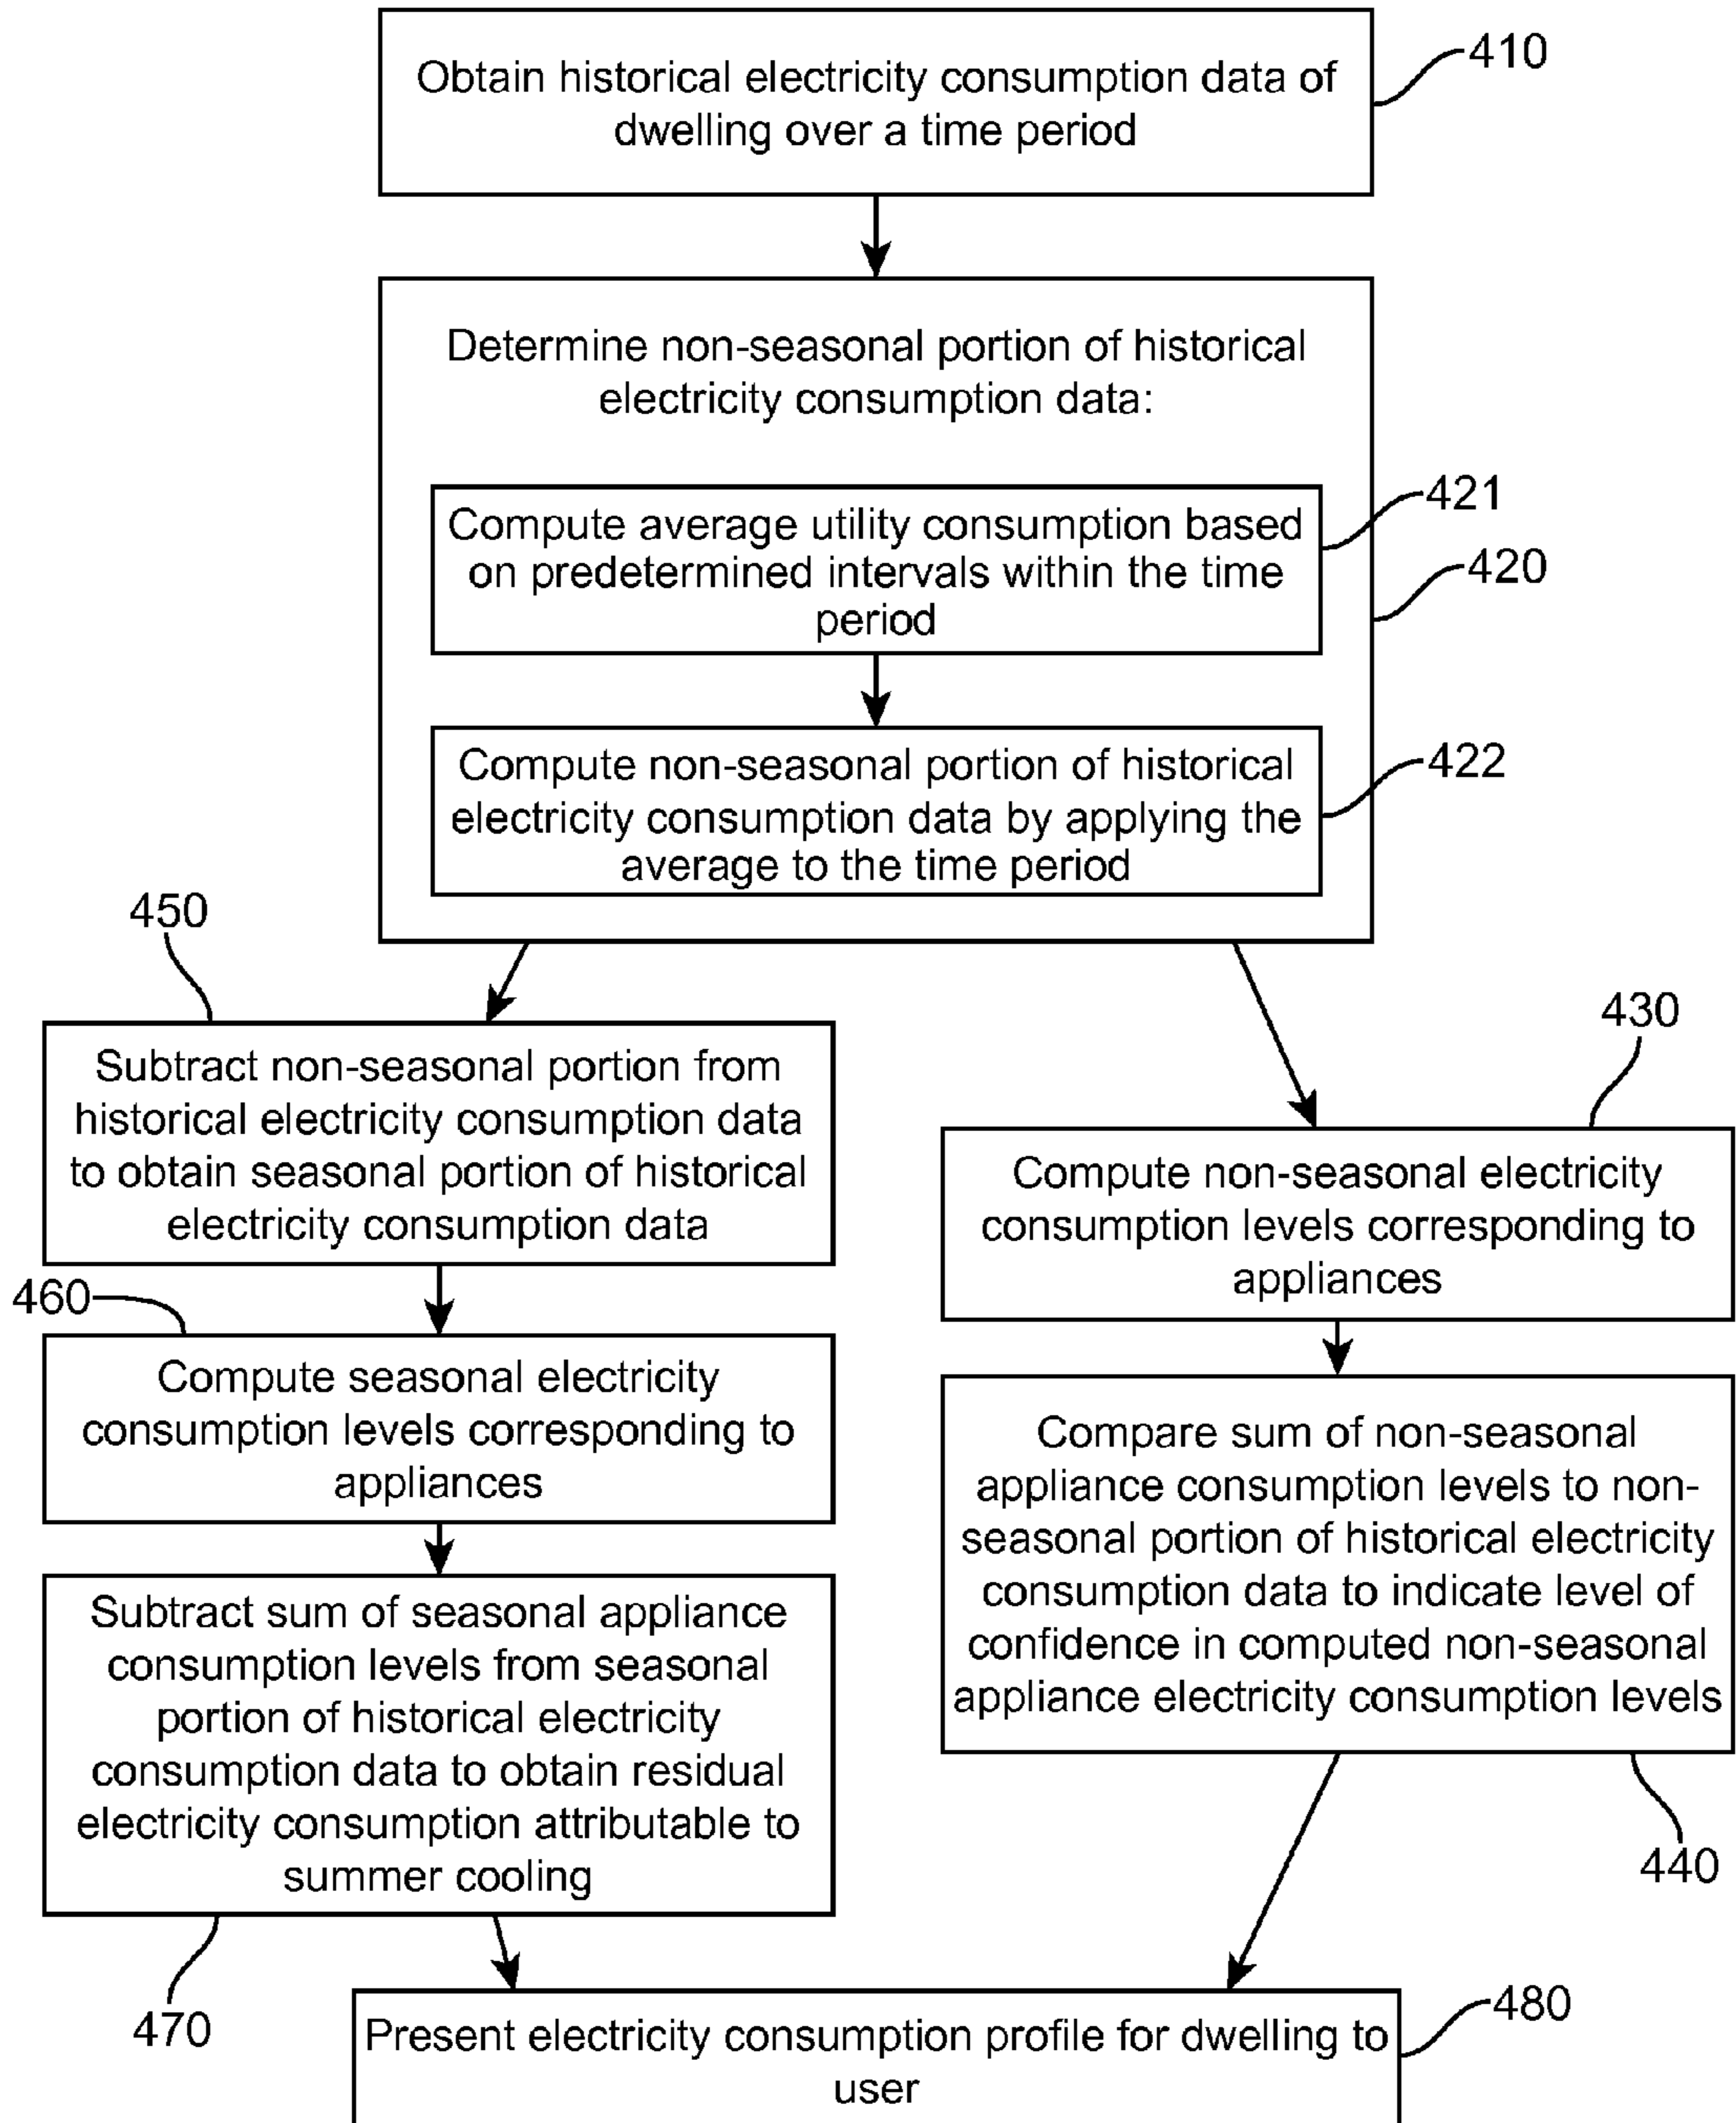 410
Obtain historical electricity consumption data of
dwelling over a time period
Determine non-seasonal portion of historical
electricity consumption data:
421
Compute average utility consumption based
on predetermined intervals within the time
period
420
422
Compute non-seasonal portion of historical
electricity consumption data by applying the
average to the time period
450
Subtract non-seasonal portion from
historical electricity consumption data
to obtain seasonal portion of historical
electricity consumption data
430
Compute non-seasonal electricity
consumption levels corresponding to
appliances
460
Compute seasonal electricity
consumption levels corresponding to
appliances
Compare sum of non-seasonal
appliance consumption levels to non-
seasonal portion of historical electricity
consumption data to indicate level of
confidence in computed non-seasonal
appliance electricity consumption levels
440
Subtract sum of seasonal appliance
consumption levels from seasonal
portion of historical electricity
consumption data to obtain residual
electricity consumption attributable to
summer cooling
470
480
Present electricity consumption profile for dwelling to
user